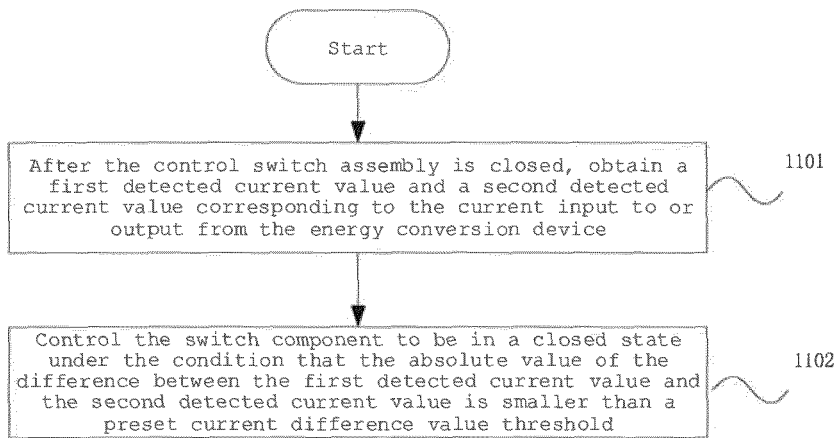 Start
After the control switch assembly is closed, obtain a
first detected current value and a second detected
current value corresponding to the current input to or
output from the energy conversion device
1101
Control the switch component to be in a closed state
under the condition that the absolute value of the
difference between the first detected current value and
the second detected current value is smaller than a
preset current difference value threshold
1102